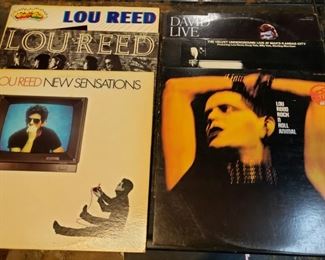 LOU REED
LOU REED
LOU REED NEW SENSATIONS
DAVID
LIVE
THE VELVET UNDERGROUND LIVE AT MAX'S KANSAS CITY
LOU
REED
ROCK
N
ROLL
ANIMAL